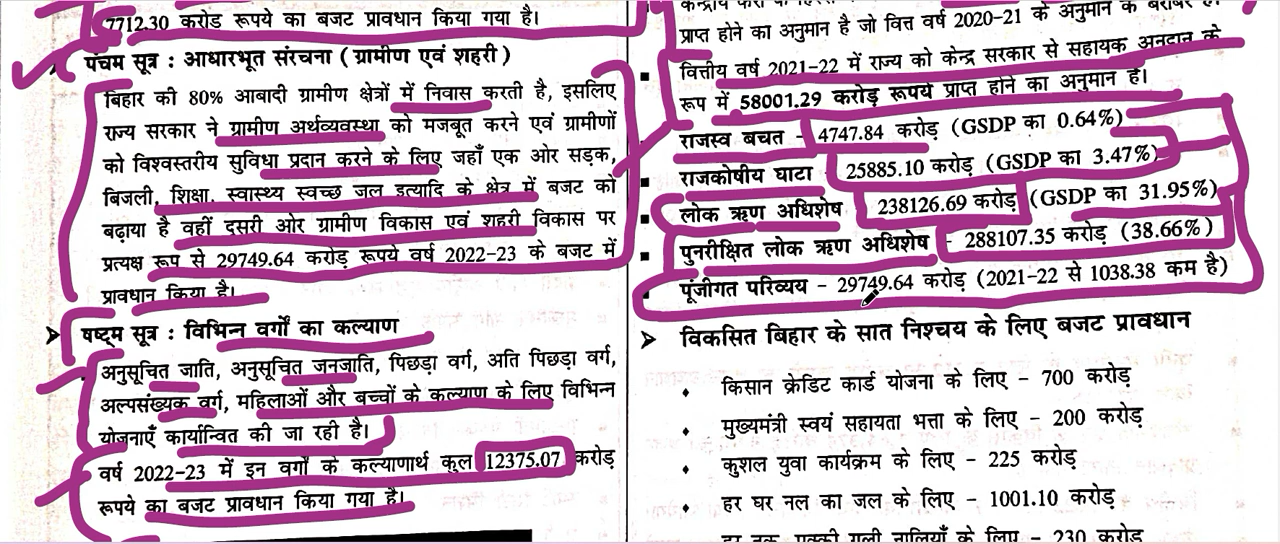 7712.30 करोड़ रूपये का बजट प्रावधान किया गया है।
पंचम सूत्र : आधारभूत संरचना ( ग्रामीण एवं शहरी )
बिहार की 80% आबादी ग्रामीण क्षेत्रों में निवास करती है, इसलिए
राज्य सरकार ने ग्रामीण अर्थव्यवस्था को मजबूत करने एवं ग्रामीणों
को विश्वस्तरीय सुविधा प्रदान करने के लिए जहाँ एक ओर सड़क,
बिजली, शिक्षा, स्वास्थ्य स्वच्छ जल इत्यादि के क्षेत्र में बजट को
बढ़ाया है वहीं दूसरी ओर ग्रामीण विकास एवं शहरी विकास पर
प्रत्यक्ष रूप से 29749.64 करोड़ रूपये वर्ष 2022-23 के बजट में
प्रावधान किया है।
षष्ट्म सूत्र : विभिन्न वर्गों का कल्याण
अनुसूचित जाति, अनुसूचित जनजाति, पिछड़ा वर्ग, अति पिछड़ा वर्ग,
अल्पसंख्यक वर्ग, महिलाओं और बच्चों के कल्याण के लिए विभिन्न
योजनाएँ कार्यान्वित की जा रही है।
वर्ष 2022-23 में इन वर्गों के कल्याणार्थ कुल 12375.07 करोड़
रूपये का बजट प्रावधान किया गया है।
प्राप्त होने का अनुमान है जो वित्त वर्ष 2020-21 के अनुमान के बराबर है।
वित्तीय वर्ष 2021-22 में राज्य को केन्द्र सरकार से सहायक अनुदान के
रूप में 58001.29 करोड़ रूपये प्राप्त होने का अनुमान है।
राजस्व बचत - 4747.84 करोड़ (GSDP का 0.64%)
राजकोषीय घाटा - 25885.10 करोड़ (GSDP का 3.47%)
लोक ऋण अधिशेष 238126.69 करोड़ (GSDP का 31.95%)
पुनरीक्षित लोक ऋण अधिशेष - 288107.35 करोड़ (38.66%)
पूंजीगत परिव्यय - 29749.64 करोड़ (2021-22 से 1038.38 कम है)
विकसित बिहार के सात निश्चय के लिए बजट प्रावधान
किसान क्रेडिट कार्ड योजना के लिए - 700 करोड़
मुख्यमंत्री स्वयं सहायता भत्ता के लिए - 200 करोड़
कुशल युवा कार्यक्रम के लिए - 225 करोड़
हर घर नल का जल के लिए - 1001.10 करोड़
पक्की गली नालियाँ के लिए - 230 करोड़